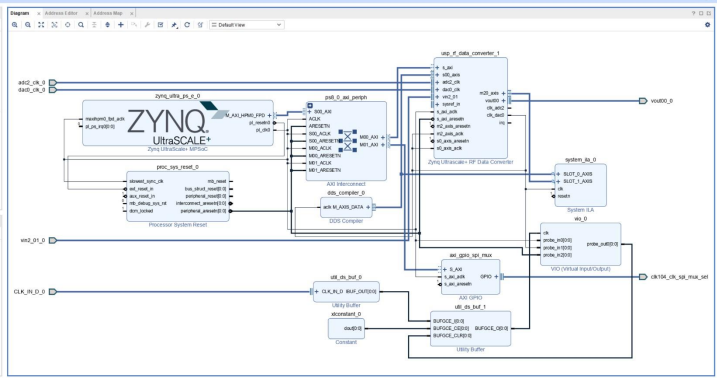 Diagram × Address Editor × Address Map ×
Default View
adc2_clk_0
dac0_clk_0
zynq_ultra_ps_e_0
maxihpm0_fpd_aclk
pl_ps_irq0[0:0]
ZYNQ
UltraSCALE+
M_AXI_HPM0_FPD
pl_resetn0
pl_clk0
Zynq UltraScale+ MPSoC
ps8_0_axi_periph
S00_AXI
ACLK
ARESETN
S00_ACLK
S00_ARESETN
M00_ACLK
M00_ARESETN
M01_ACLK
M01_ARESETN
M00_AXI
M01_AXI
AXI Interconnect
usp_rf_data_converter_1
s_axi
s00_axis
adc2_clk
dac0_clk
vin2_01
sysref_in
s_axi_aclk
s_axi_aresetn
m2_axis_aresetn
m2_axis_aclk
s0_axis_aresetn
s0_axis_aclk
m20_axis
vout00
clk_adc2
clk_dac0
irq
Zynq Ultrascale+ RF Data Converter
vout00_0
proc_sys_reset_0
slowest_sync_clk
ext_reset_in
aux_reset_in
mb_debug_sys_rst
dcm_locked
mb_reset
bus_struct_reset[0:0]
peripheral_reset[0:0]
interconnect_aresetn[0:0]
peripheral_aresetn[0:0]
Processor System Reset
dds_compiler_0
aclk M_AXIS_DATA
DDS Compiler
system_ila_0
SLOT_0_AXIS
SLOT_1_AXIS
clk
resetn
System ILA
vio_0
clk
probe_in0[0:0]
probe_in1[0:0]
probe_in2[0:0]
probe_out0[0:0]
VIO (Virtual Input/Output)
vin2_01_0
axi_gpio_spi_mux
S_AXI
s_axi_aclk
s_axi_aresetn
GPIO
AXI GPIO
clk104_clk_spi_mux_sel
CLK_IN_D_0
util_ds_buf_0
CLK_IN_D IBUF_OUT[0:0]
Utility Buffer
xlconstant_0
dout[0:0]
Constant
util_ds_buf_1
BUFGCE_I[0:0]
BUFGCE_CE[0:0]
BUFGCE_CLR[0:0]
BUFGCE_O[0:0]
Utility Buffer